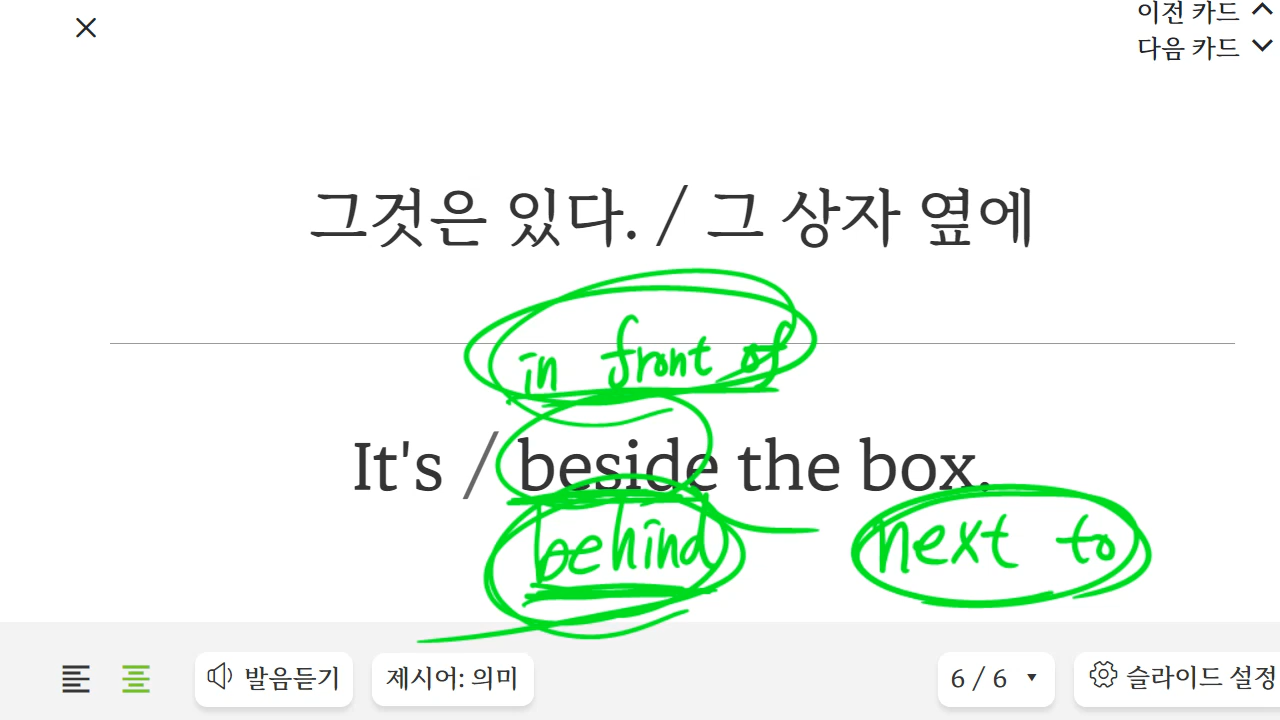 이전 카드
다음 카드
그것은 있다. / 그 상자 옆에
in front of
It's / beside the box.
behind
next to
발음듣기
제시어: 의미
6 / 6
슬라이드 설정